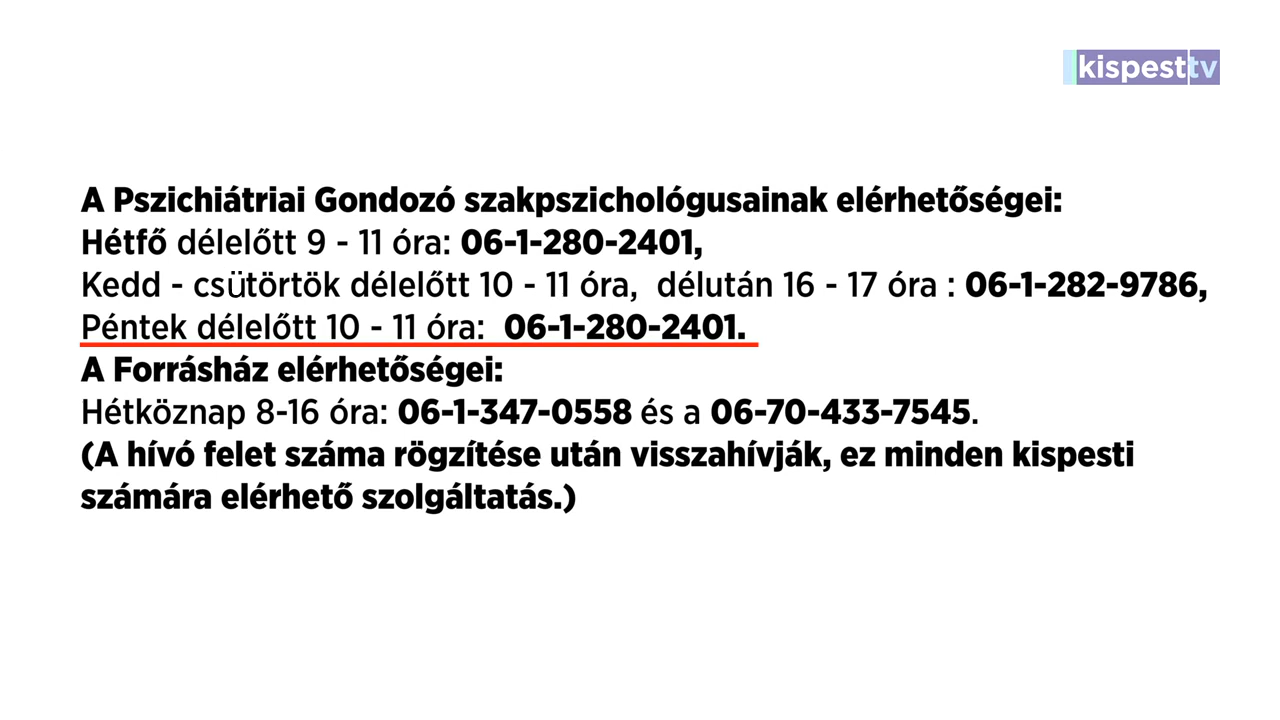 kispest tv
A Pszichiátriai Gondozó szakpszichológusainak elérhetőségei:
Hétfő délelőtt 9 - 11 óra: 06-1-280-2401,
Kedd - csütörtök délelőtt 10 - 11 óra, délután 16 - 17 óra : 06-1-282-9786,
Péntek délelőtt 10 - 11 óra: 06-1-280-2401.
A Forrásház elérhetőségei:
Hétköznap 8-16 óra: 06-1-347-0558 és a 06-70-433-7545.
(A hívó felet száma rögzítése után visszahívják, ez minden kispesti
számára elérhető szolgáltatás.)